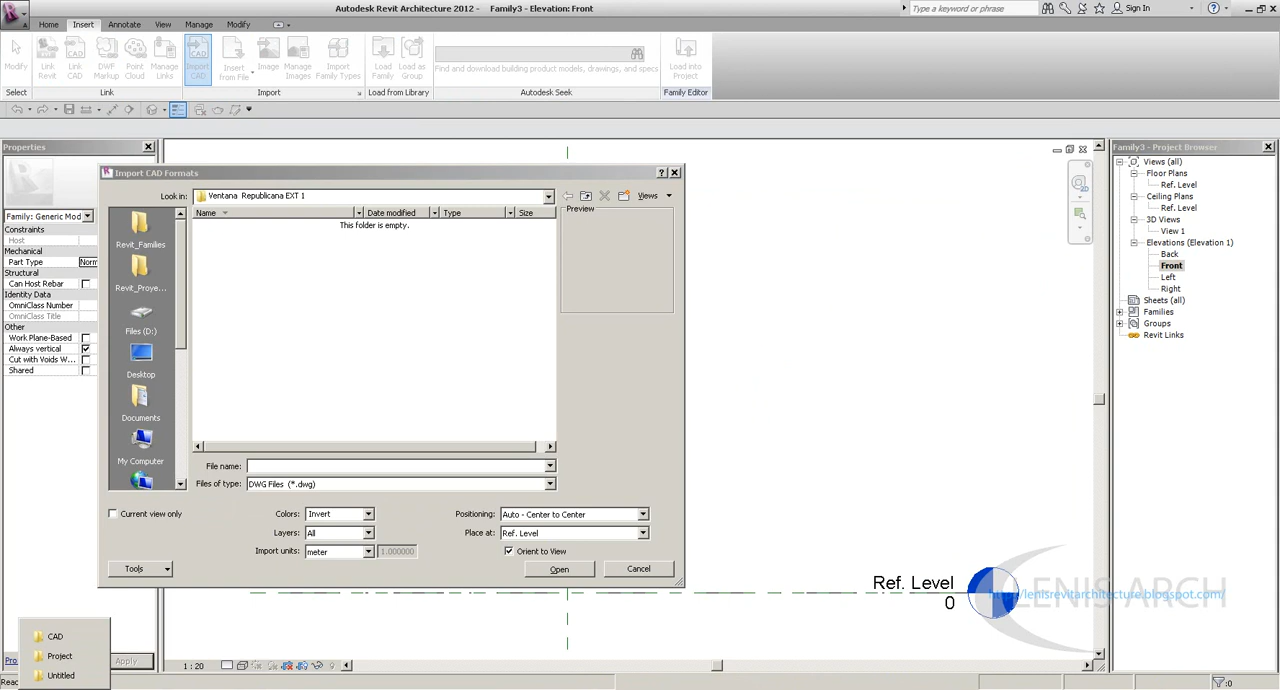 Autodesk Revit Architecture 2012 - Family3 - Elevation: Front
Type a keyword or phrase
Sign In
Home Insert Annotate View Manage Modify
Modify
Link Revit
Link CAD
DWF Markup
Point Cloud
Manage Links
Import CAD
Insert from File
Image
Manage Images
Import Family Types
Load Family
Load as Group
Find and download building product models, drawings, and specs
Load into Project
Select
Link
Import
Load from Library
Autodesk Seek
Family Editor
Properties
Family: Generic Mod
Constraints
Host
Mechanical
Part Type Norm
Structural
Can Host Rebar
Identity Data
OmniClass Number
OmniClass Title
Other
Work Plane-Based
Always vertical
Cut with Voids W...
Shared
Apply
CAD
Project
Untitled
Import CAD Formats
Look in: Ventana Republicana EXT 1
Views
Name Date modified Type Size
This folder is empty.
Preview
Revit_Families
Revit_Proye...
Files (D:)
Desktop
Documents
My Computer
File name:
Files of type: DWG Files (*.dwg)
Current view only
Colors: Invert
Layers: All
Import units: meter 1.000000
Positioning: Auto - Center to Center
Place at: Ref. Level
Orient to View
Tools
Open
Cancel
Ref. Level
0
LENIS ARCH
http://lenisrevitarchitecture.blogspot.com/
1 : 20
Family3 - Project Browser
Views (all)
Floor Plans
Ref. Level
Ceiling Plans
Ref. Level
3D Views
View 1
Elevations (Elevation 1)
Back
Front
Left
Right
Sheets (all)
Families
Groups
Revit Links
:0